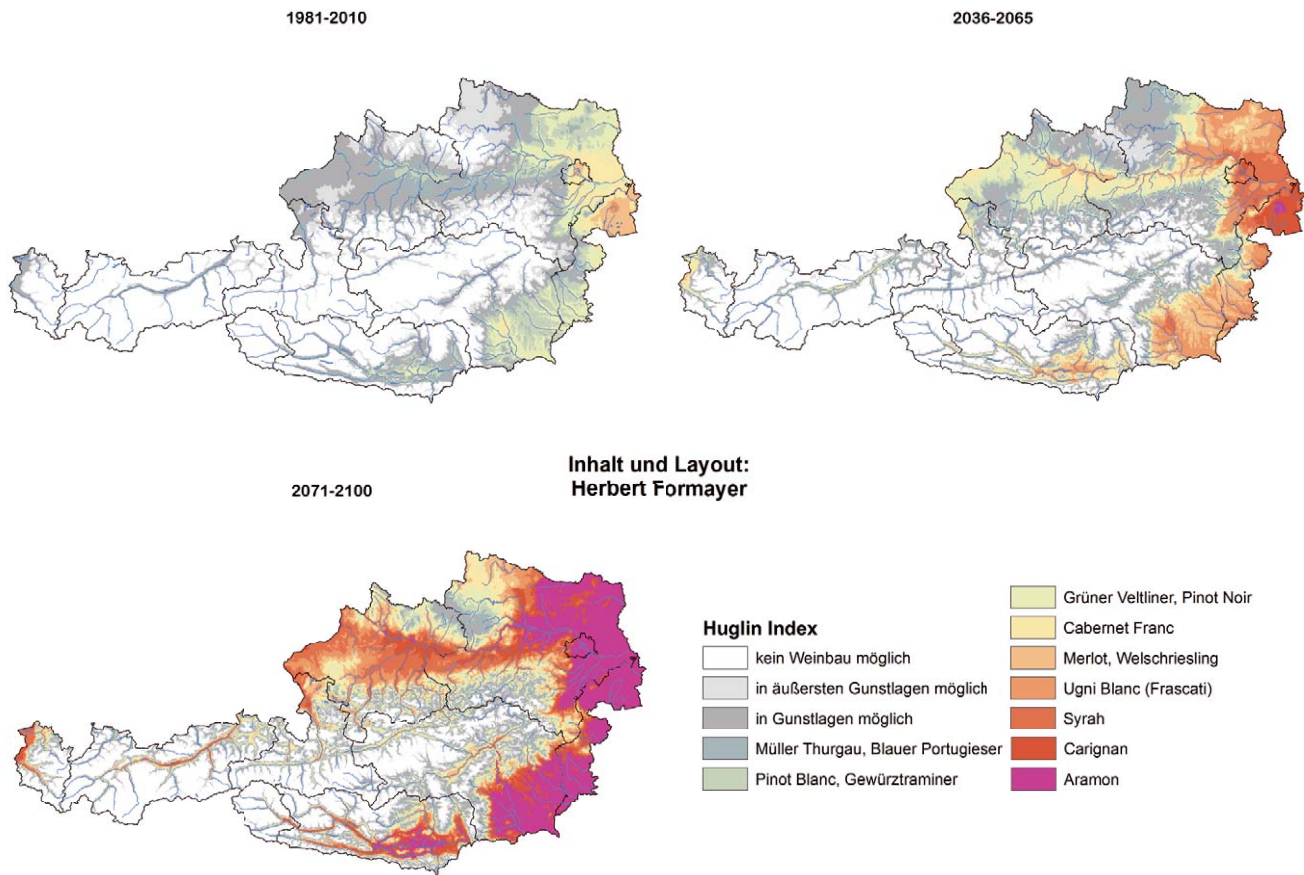 1981-2010
2036-2065
Inhalt und Layout:
Herbert Formayer
2071-2100
Huglin Index
kein Weinbau möglich
in äußersten Gunstlagen möglich
in Gunstlagen möglich
Müller Thurgau, Blauer Portugieser
Pinot Blanc, Gewürztraminer
Grüner Veltliner, Pinot Noir
Cabernet Franc
Merlot, Welschriesling
Ugni Blanc (Frascati)
Syrah
Carignan
Aramon